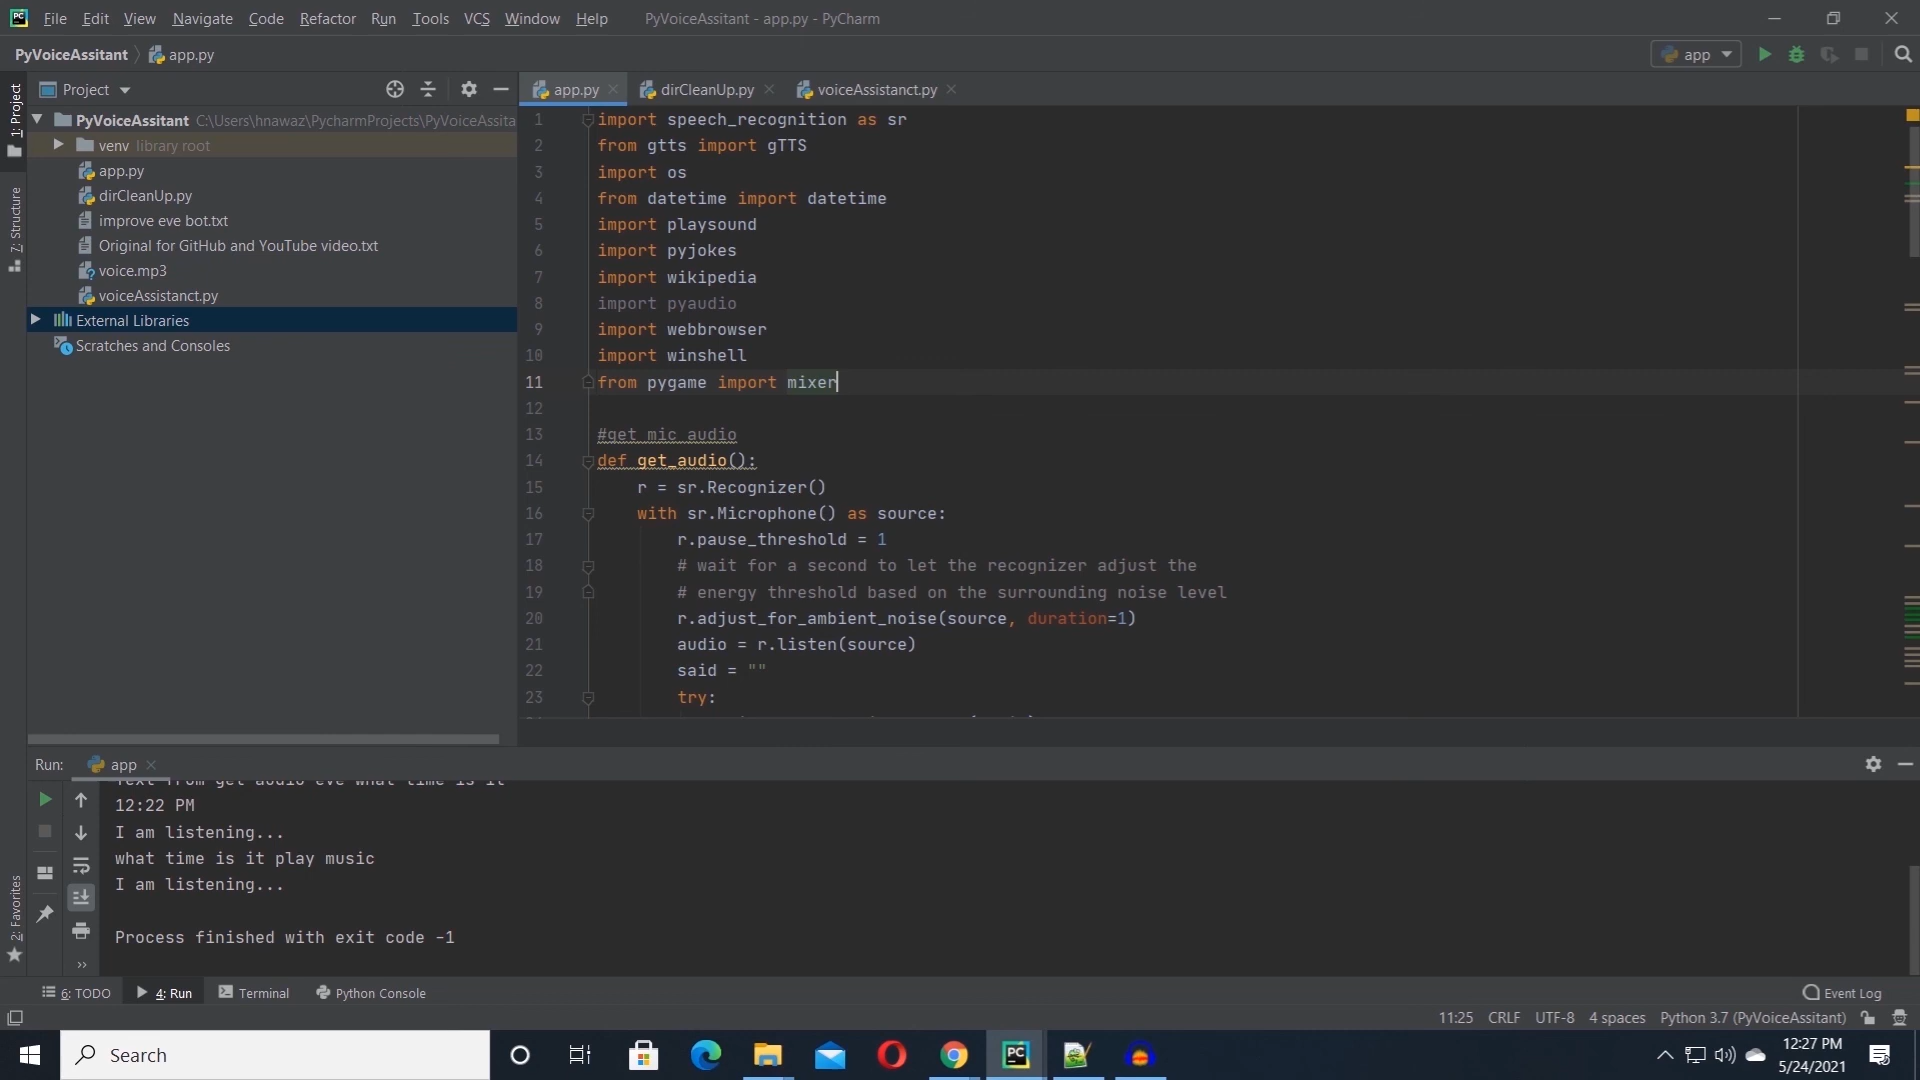 File Edit View Navigate Code Refactor Run Tools VCS Window Help PyVoiceAssitant - app.py - PyCharm
PyVoiceAssitant app.py app
Project app.py dirCleanUp.py voiceAssistanct.py
1: Project
7: Structure
2: Favorites
PyVoiceAssitant C:\Users\hnawaz\PycharmProjects\PyVoiceAssita
venv library root
app.py
dirCleanUp.py
improve eve bot.txt
Original for GitHub and YouTube video.txt
voice.mp3
voiceAssistanct.py
External Libraries
Scratches and Consoles
1 import speech_recognition as sr
2 from gtts import gTTS
3 import os
4 from datetime import datetime
5 import playsound
6 import pyjokes
7 import wikipedia
8 import pyaudio
9 import webbrowser
10 import winshell
11 from pygame import mixer
12
13 #get mic audio
14 def get_audio():
15 r = sr.Recognizer()
16 with sr.Microphone() as source:
17 r.pause_threshold = 1
18 # wait for a second to let the recognizer adjust the
19 # energy threshold based on the surrounding noise level
20 r.adjust_for_ambient_noise(source, duration=1)
21 audio = r.listen(source)
22 said = ""
23 try:
Run: app
Text from get audio eve what time is it
12:22 PM
I am listening...
what time is it play music
I am listening...
Process finished with exit code -1
6: TODO 4: Run Terminal Python Console Event Log
11:25 CRLF UTF-8 4 spaces Python 3.7 (PyVoiceAssitant)
Search
12:27 PM
5/24/2021